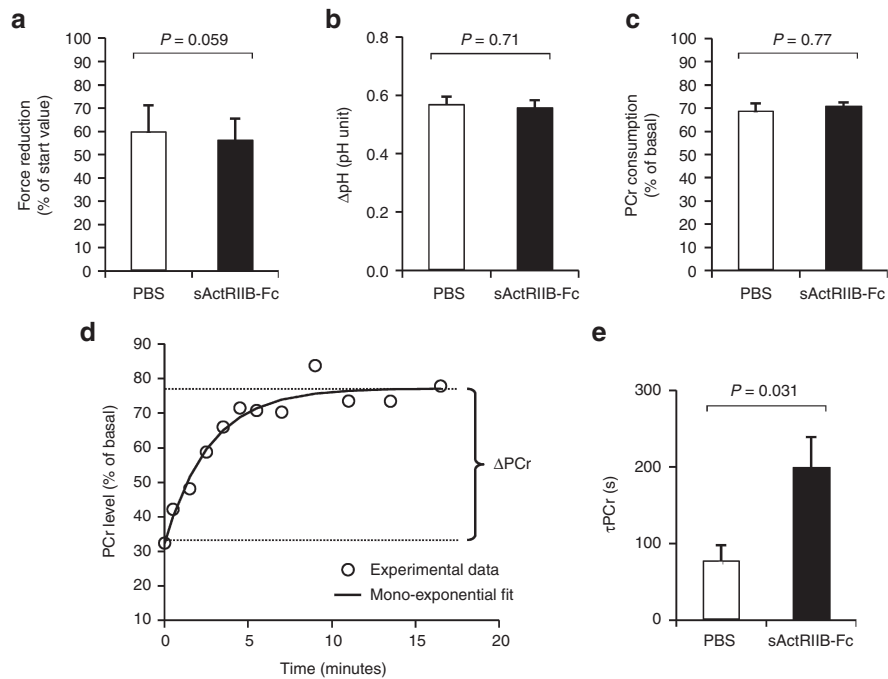 a
P = 0.059
Force reduction
(% of start value)
100
90
80
70
60
50
40
30
20
10
0
PBS
sActRIIB-Fc
b
P = 0.71
ΔpH (pH unit)
0.8
0.6
0.4
0.2
0.0
PBS
sActRIIB-Fc
c
P = 0.77
PCr consumption
(% of basal)
100
90
80
70
60
50
40
30
20
10
0
PBS
sActRIIB-Fc
d
PCr level (% of basal)
90
80
70
60
50
40
30
20
10
ΔPCr
Experimental data
Mono-exponential fit
0
5
10
15
20
Time (minutes)
e
P = 0.031
τPCr (s)
300
200
100
0
PBS
sActRIIB-Fc